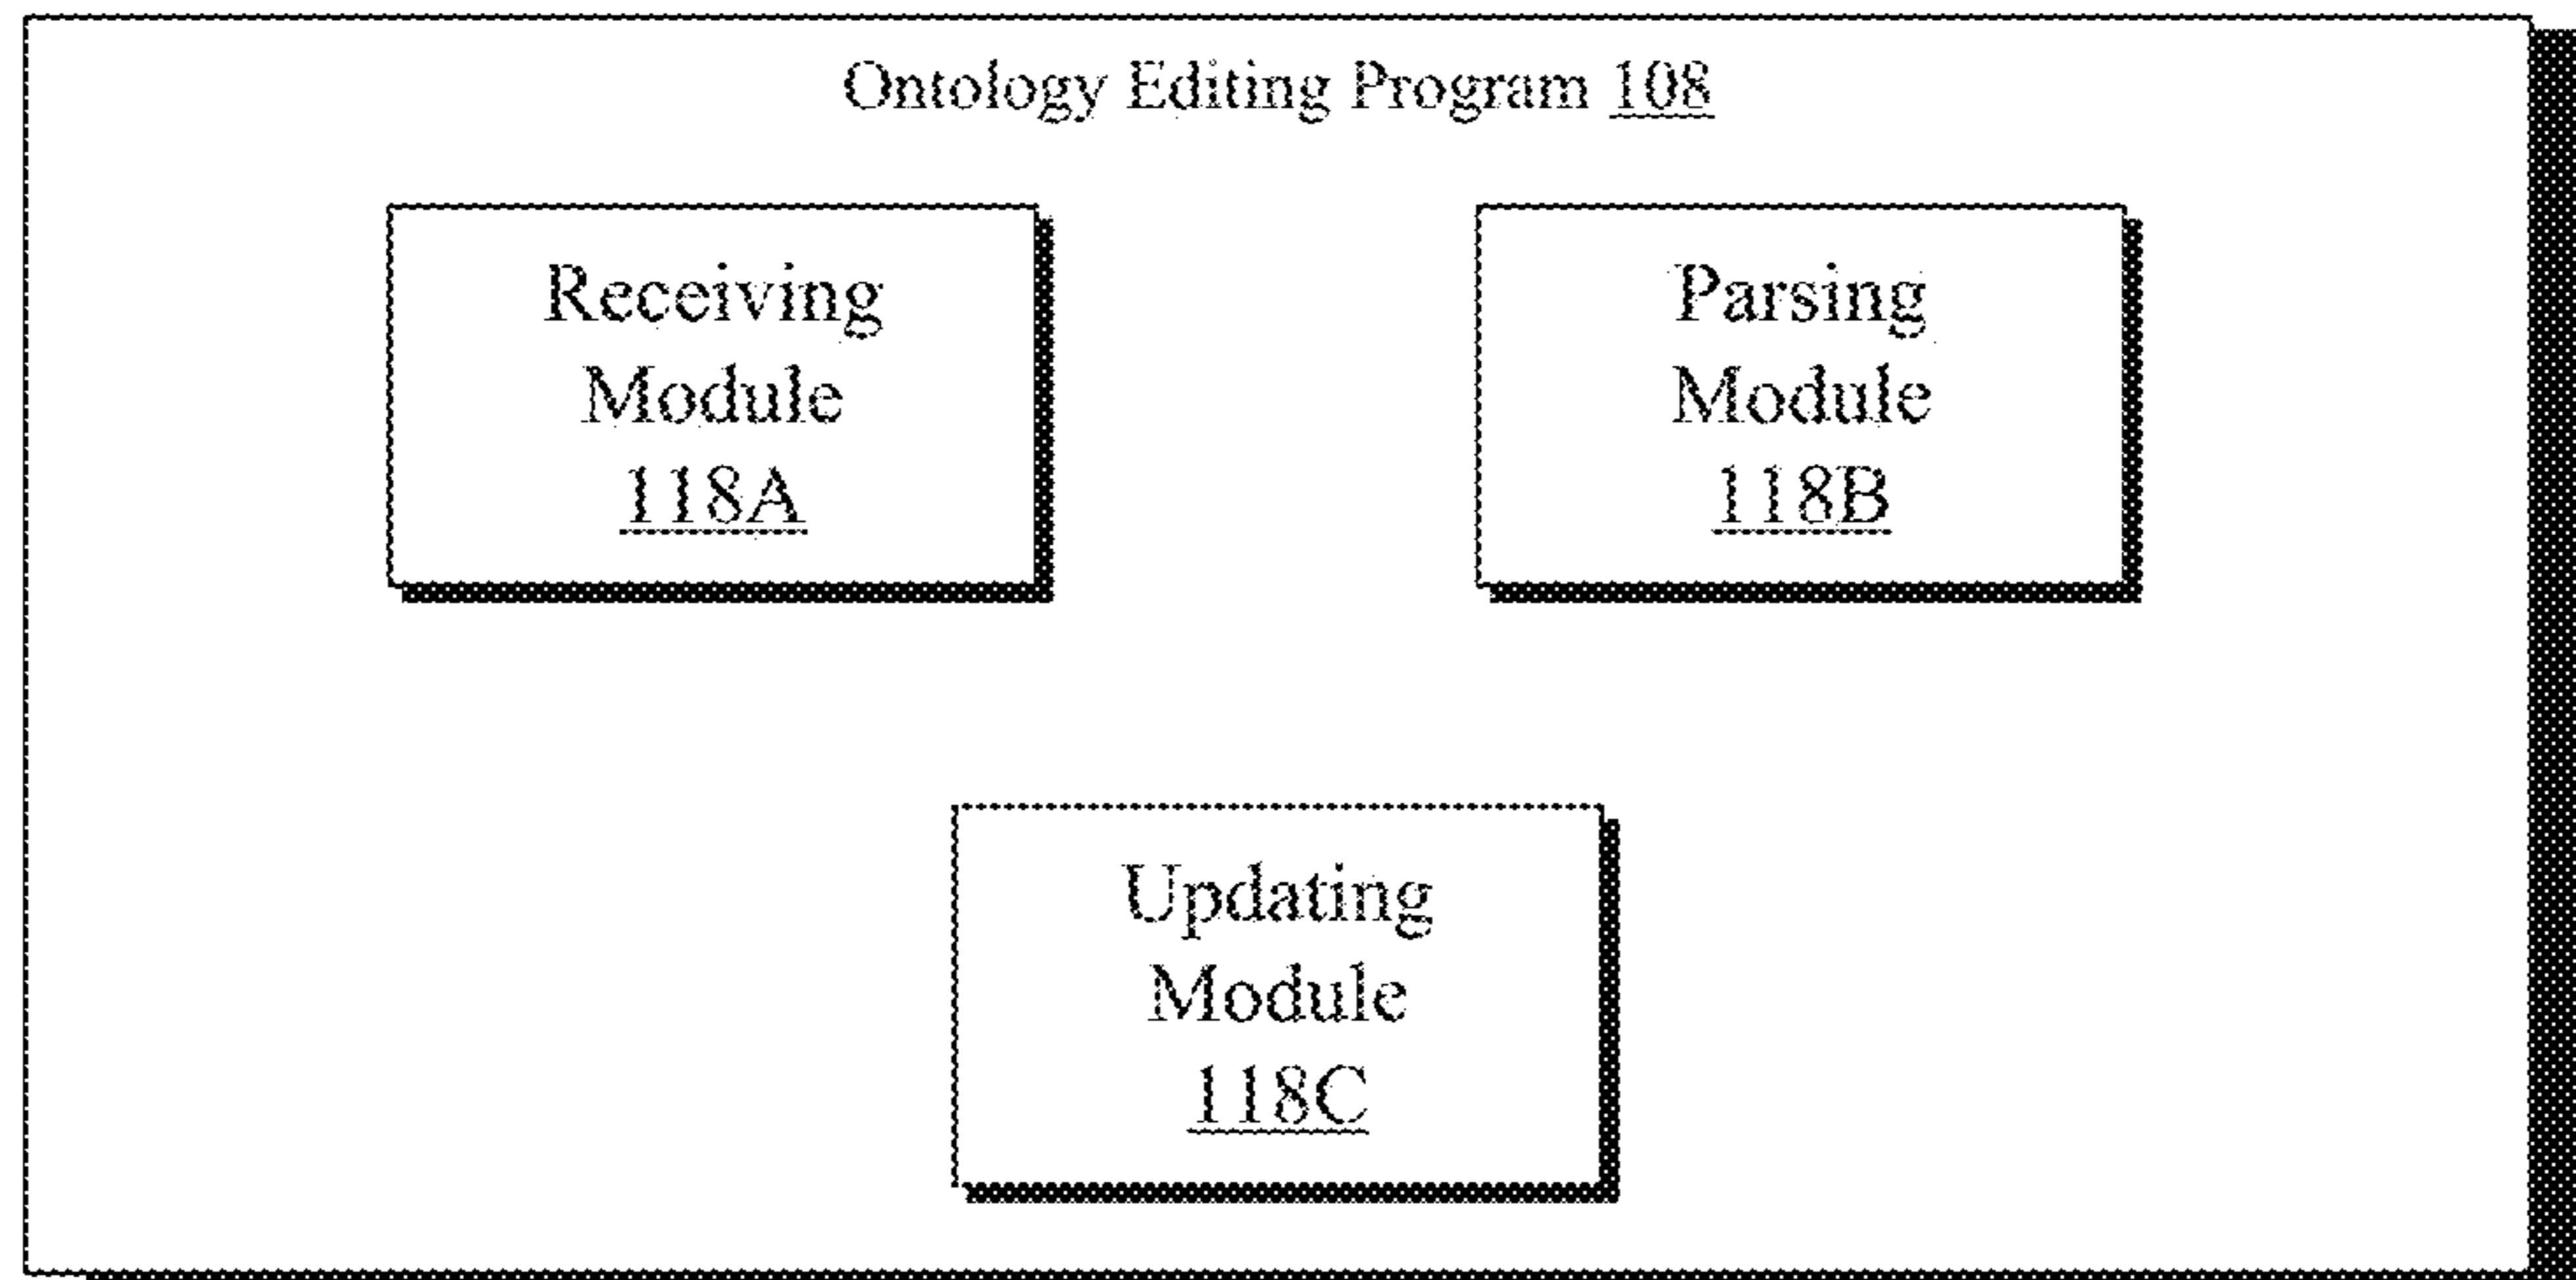 Ontology Editing Program 108
Receiving
Module
118A
Parsing
Module
118B
Updating
Module
118C